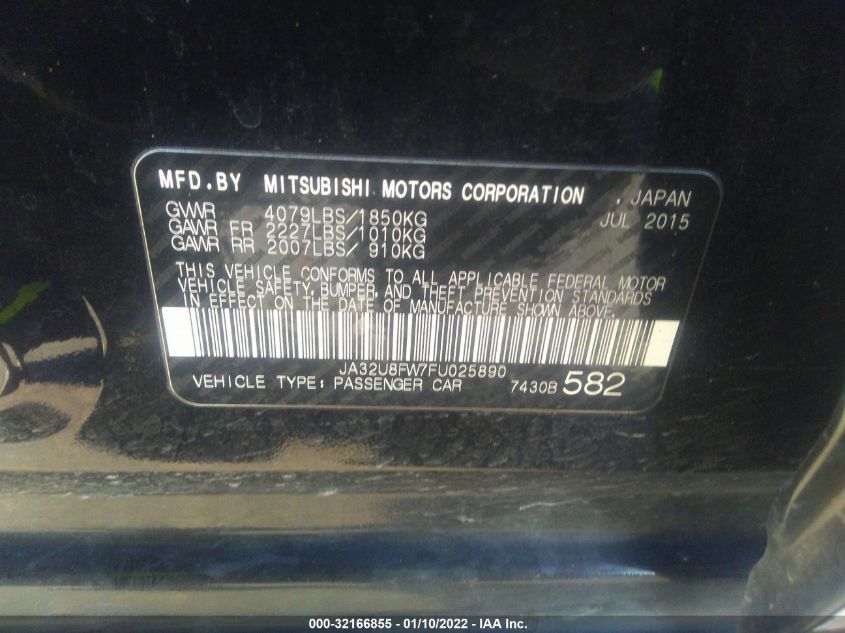 MFD.BY MITSUBISHI MOTORS CORPORATION , JAPAN
GVWR 4079LBS/1850KG JUL 2015
GAWR FR 2227LBS/1010KG
GAWR RR 2007LBS/ 910KG
THIS VEHICLE CONFORMS TO ALL APPLICABLE FEDERAL MOTOR
VEHICLE SAFETY,BUMPER,AND THEFT PREVENTION STANDARDS
IN EFFECT ON THE DATE OF MANUFACTURE SHOWN ABOVE.
JA32U8FW7FU025890
VEHICLE TYPE: PASSENGER CAR 7430B 582
000-32166855 - 01/10/2022 - IAA Inc.